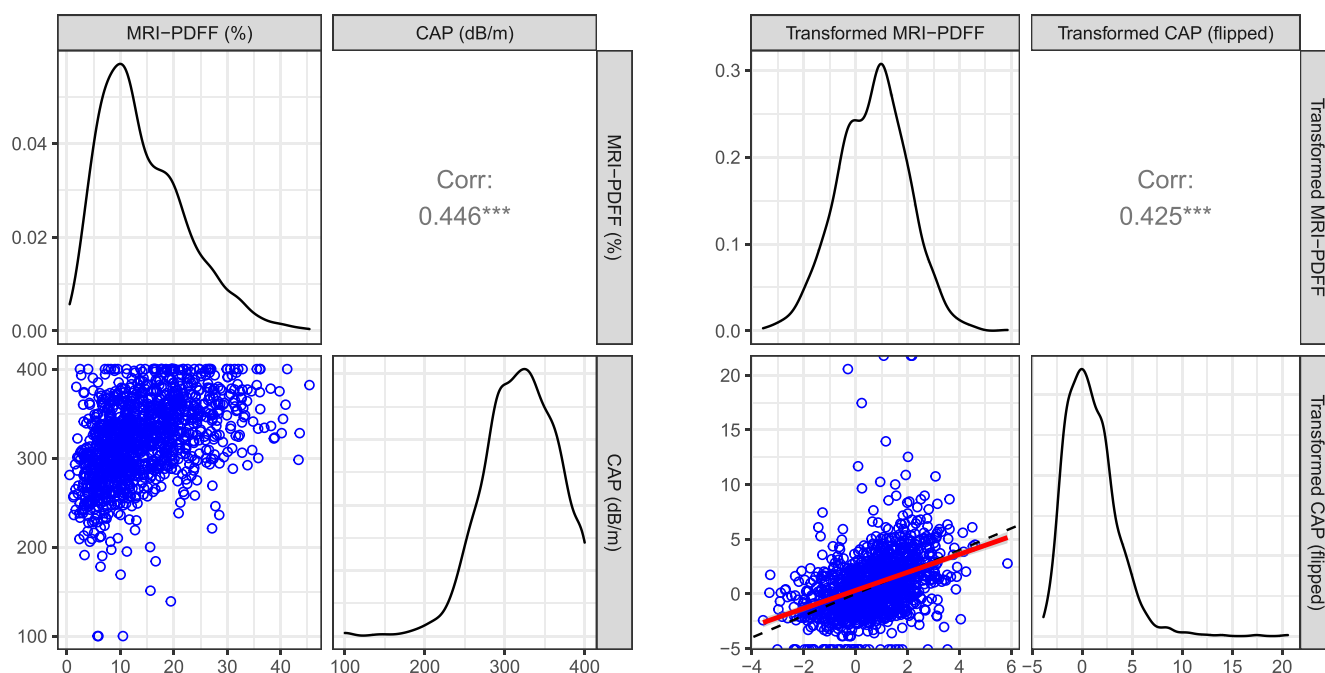 MRI−PDFF (%)
CAP (dB/m)
0.04
0.02
0.00
Corr:
0.446***
MRI−PDFF (%)
400
300
200
100
CAP (dB/m)
0 10 20 30 40
100 200 300 400
Transformed MRI−PDFF
Transformed CAP (flipped)
0.3
0.2
0.1
0.0
Corr:
0.425***
Transformed MRI−PDFF
20
15
10
5
0
−5
Transformed CAP (flipped)
−4 −2 0 2 4 6
−5 0 5 10 15 20